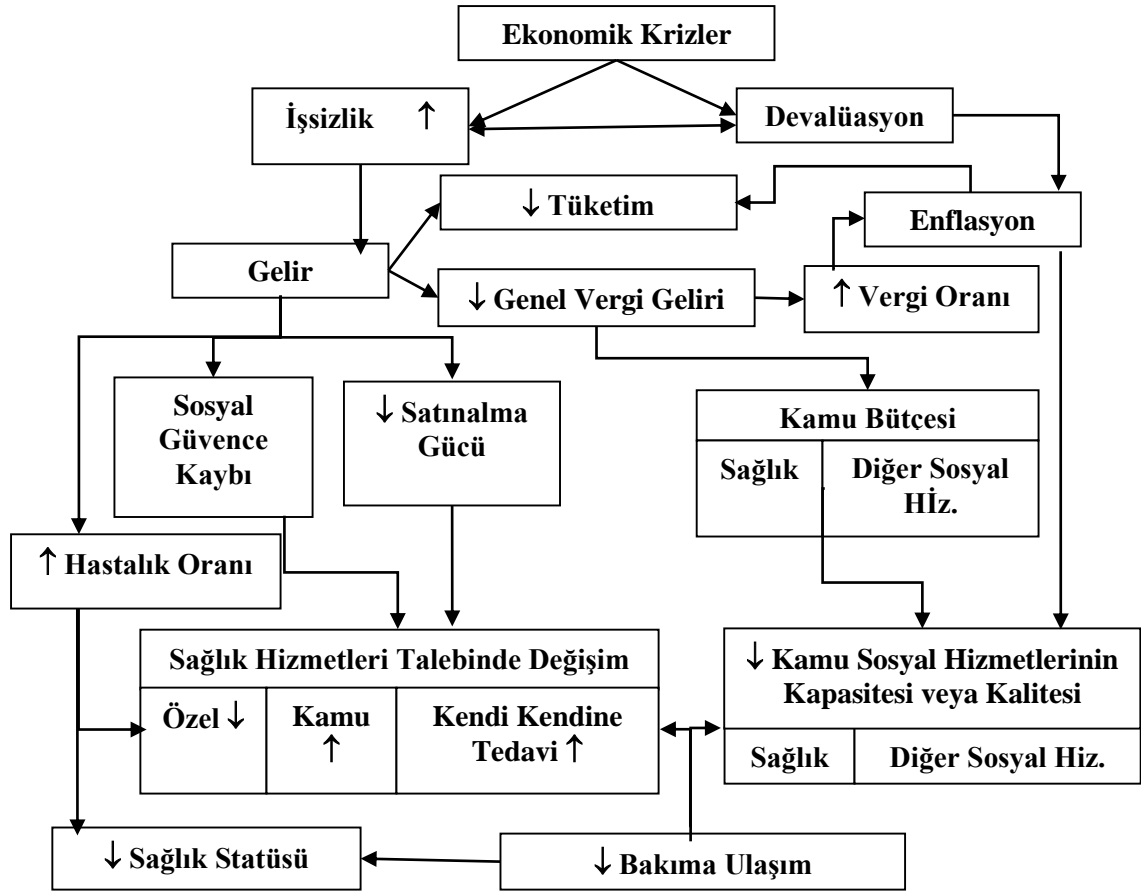 Ekonomik Krizler
İşsizlik ↑
Devalüasyon
↓ Tüketim
Enflasyon
Gelir
↓ Genel Vergi Geliri
↑ Vergi Oranı
Sosyal
Güvence
Kaybı
↓ Satınalma
Gücü
Kamu Bütçesi
Sağlık
Diğer Sosyal
Hİz.
↑ Hastalık Oranı
Sağlık Hizmetleri Talebinde Değişim
Özel ↓
Kamu
↑
Kendi Kendine
Tedavi ↑
↓ Kamu Sosyal Hizmetlerinin
Kapasitesi veya Kalitesi
Sağlık
Diğer Sosyal Hiz.
↓ Sağlık Statüsü
↓ Bakıma Ulaşım